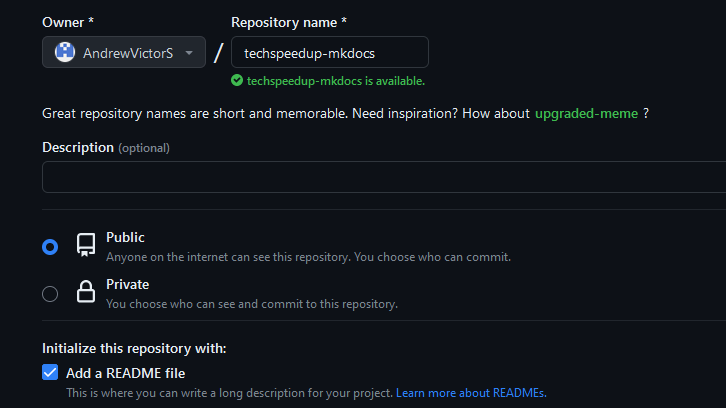 Owner * Repository name *
AndrewVictorS / techspeedup-mkdocs
techspeedup-mkdocs is available.
Great repository names are short and memorable. Need inspiration? How about upgraded-meme ?
Description (optional)
Public
Anyone on the internet can see this repository. You choose who can commit.
Private
You choose who can see and commit to this repository.
Initialize this repository with:
Add a README file
This is where you can write a long description for your project. Learn more about READMEs.